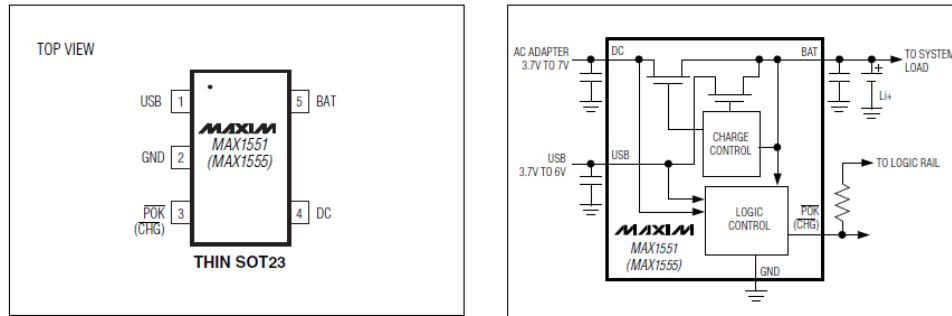 TOP VIEW
USB 1
5 BAT
MAXIM
MAX1551
(MAX1555)
GND 2
POK 3
(CHG)
4 DC
THIN SOT23
AC ADAPTER
3.7V TO 7V
DC
BAT
TO SYSTEM
LOAD
+
Li+
CHARGE
CONTROL
USB
3.7V TO 6V
USB
TO LOGIC RAIL
LOGIC
CONTROL
POK
(CHG)
MAXIM
MAX1551
(MAX1555)
GND